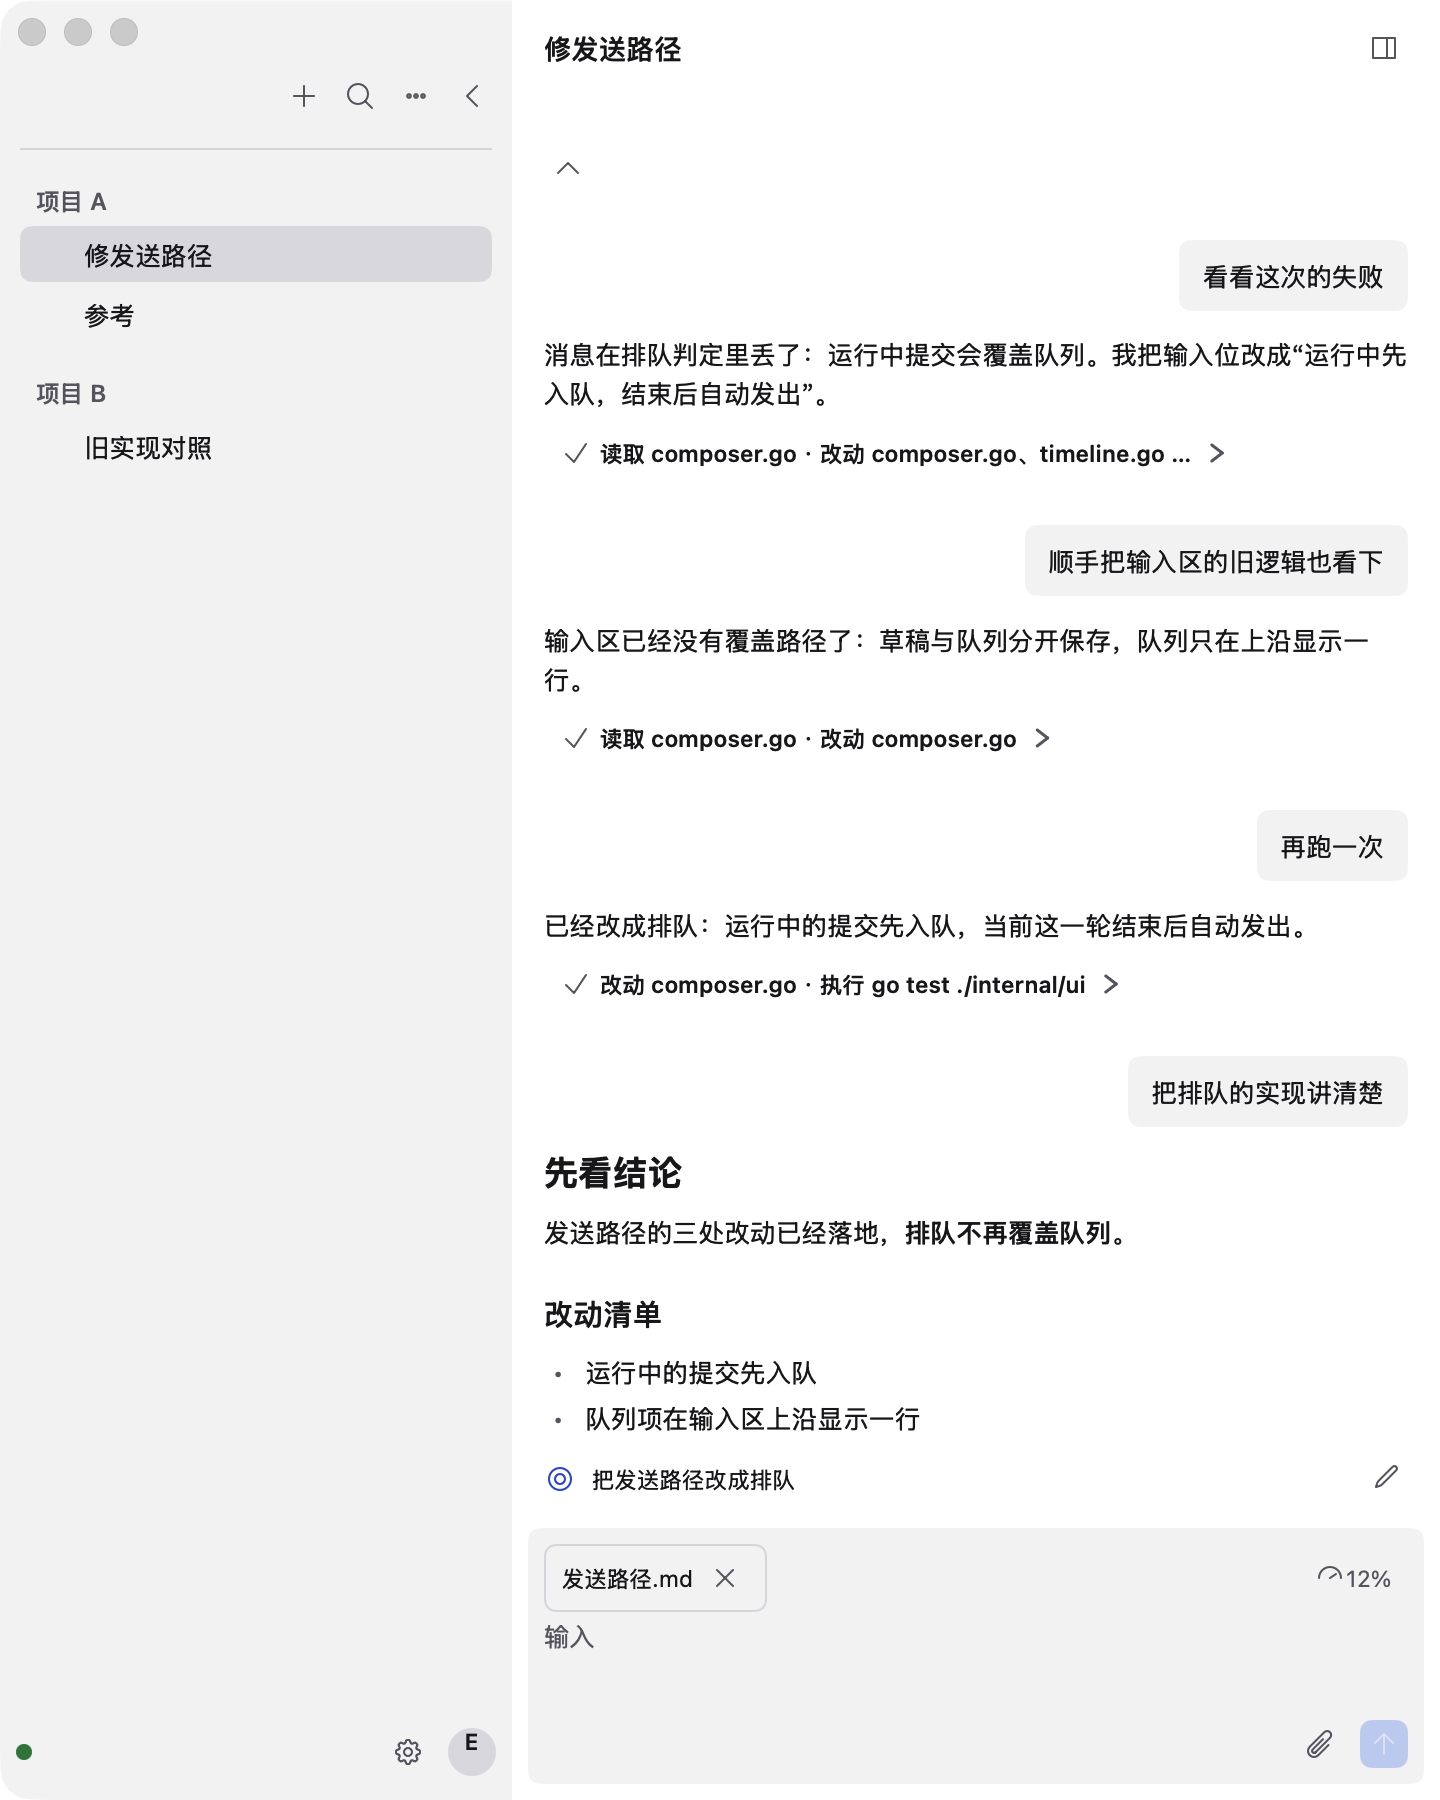 修发送路径
项目 A
修发送路径
参考
项目 B
旧实现对照
看看这次的失败
消息在排队判定里丢了：运行中提交会覆盖队列。我把输入位改成“运行中先
入队，结束后自动发出”。
读取 composer.go · 改动 composer.go、timeline.go ...
顺手把输入区的旧逻辑也看下
输入区已经没有覆盖路径了：草稿与队列分开保存，队列只在上沿显示一
行。
读取 composer.go · 改动 composer.go
再跑一次
已经改成排队：运行中的提交先入队，当前这一轮结束后自动发出。
改动 composer.go · 执行 go test ./internal/ui
把排队的实现讲清楚
先看结论
发送路径的三处改动已经落地，排队不再覆盖队列。
改动清单
• 运行中的提交先入队
• 队列项在输入区上沿显示一行
把发送路径改成排队
发送路径.md
12%
输入
E